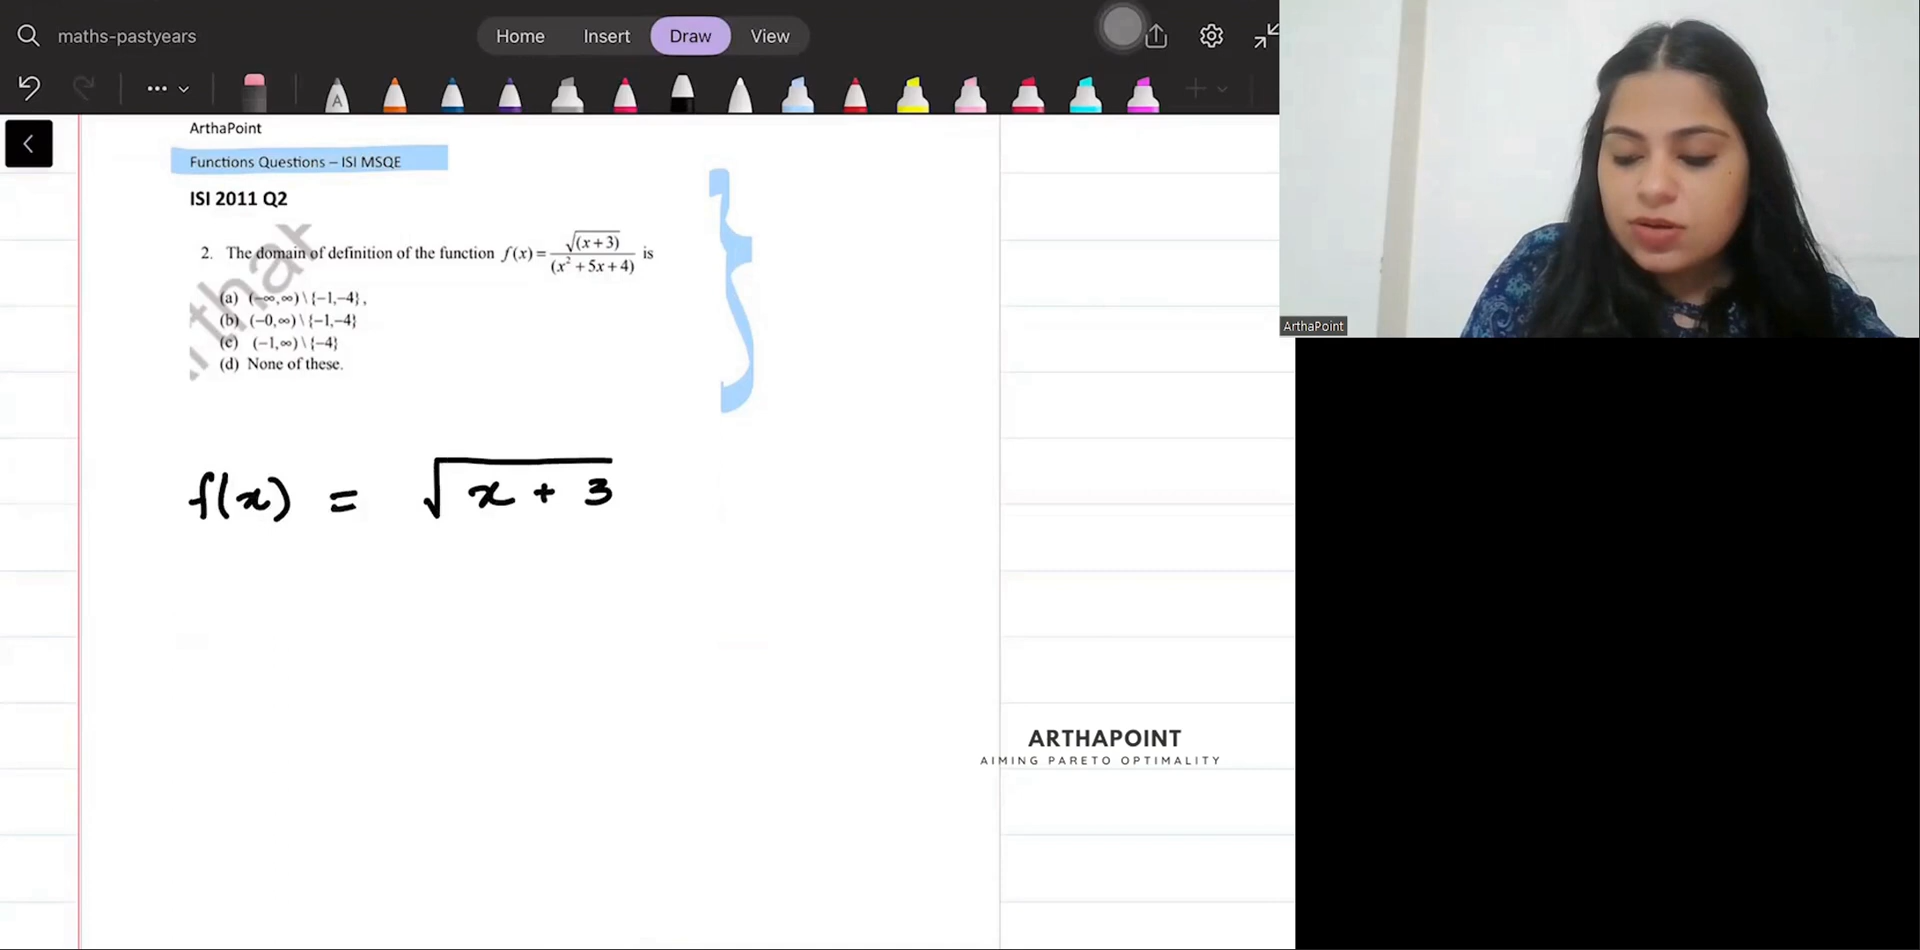 maths-pastyears
Home Insert Draw View
A
ArthaPoint
Functions Questions – ISI MSQE
ISI 2011 Q2
2. The domain of definition of the function f(x) = √(x+3) / (x² + 5x + 4) is
(a) (−∞,∞) \ {−1,−4},
(b) (−0,∞) \ {−1,−4}
(c) (−1,∞) \ {−4}
(d) None of these.
f(x) = √x + 3
ARTHAPOINT
AIMING PARETO OPTIMALITY
ArthaPoint